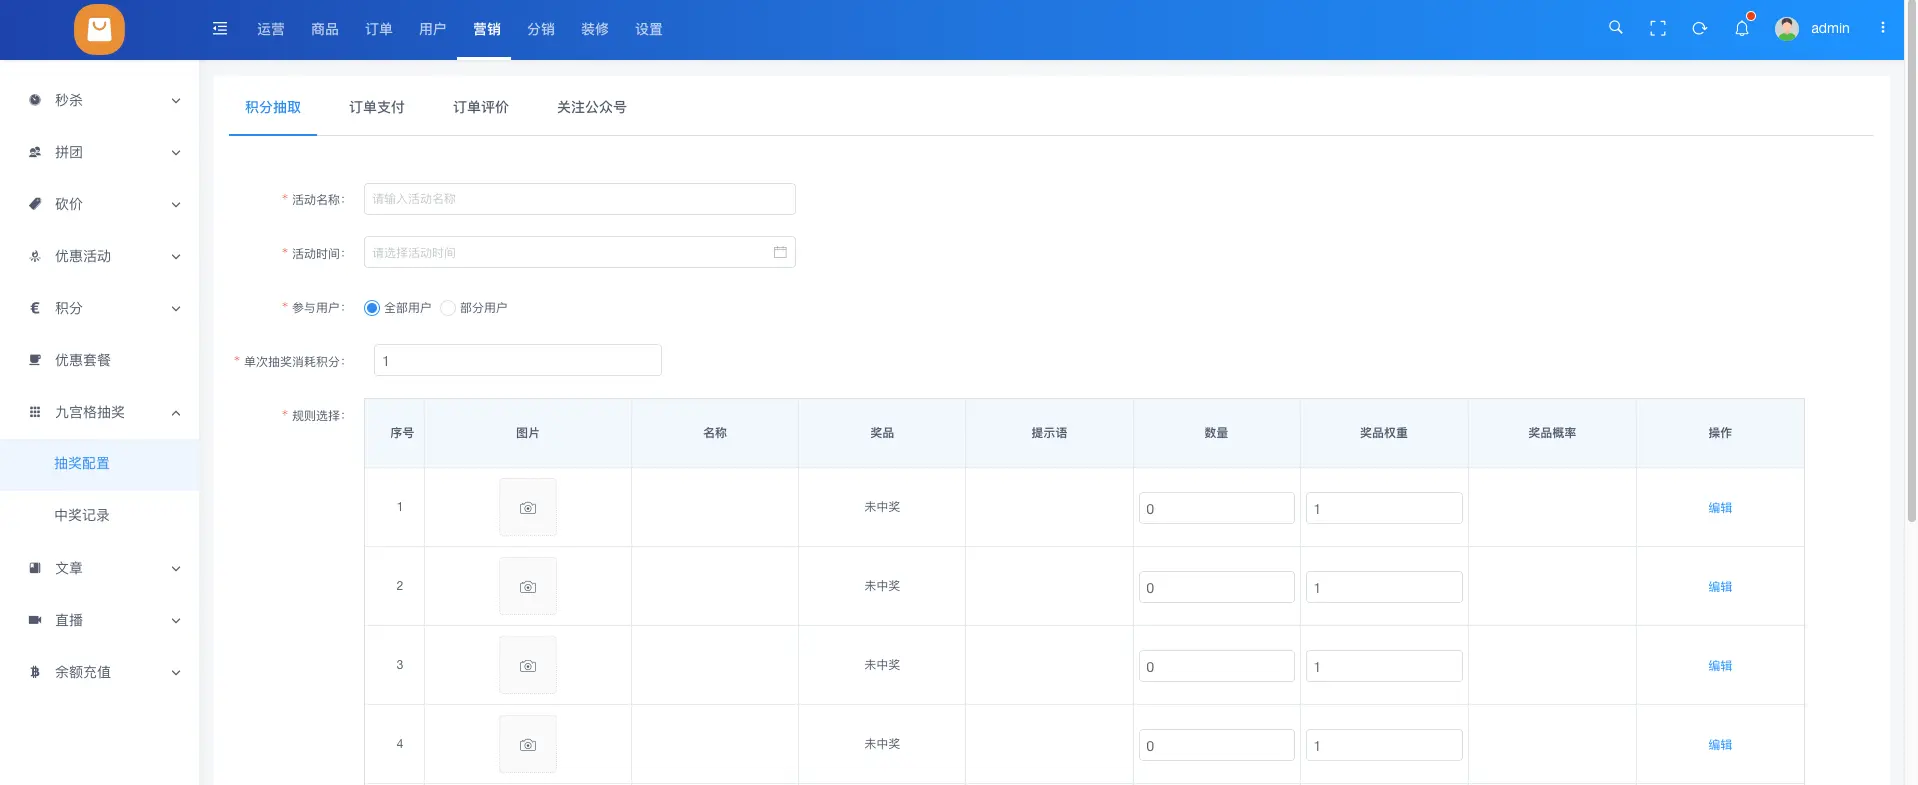 运营 商品 订单 用户 营销 分销 装修 设置 admin
秒杀
拼团
砍价
优惠活动
积分
优惠套餐
九宫格抽奖
抽奖配置
中奖记录
文章
直播
余额充值
积分抽取 订单支付 订单评价 关注公众号
* 活动名称: 请输入活动名称
* 活动时间: 请选择活动时间
* 参与用户: 全部用户 部分用户
* 单次抽奖消耗积分: 1
* 规则选择:
序号 图片 名称 奖品 提示语 数量 奖品权重 奖品概率 操作
1 未中奖 0 1 编辑
2 未中奖 0 1 编辑
3 未中奖 0 1 编辑
4 未中奖 0 1 编辑